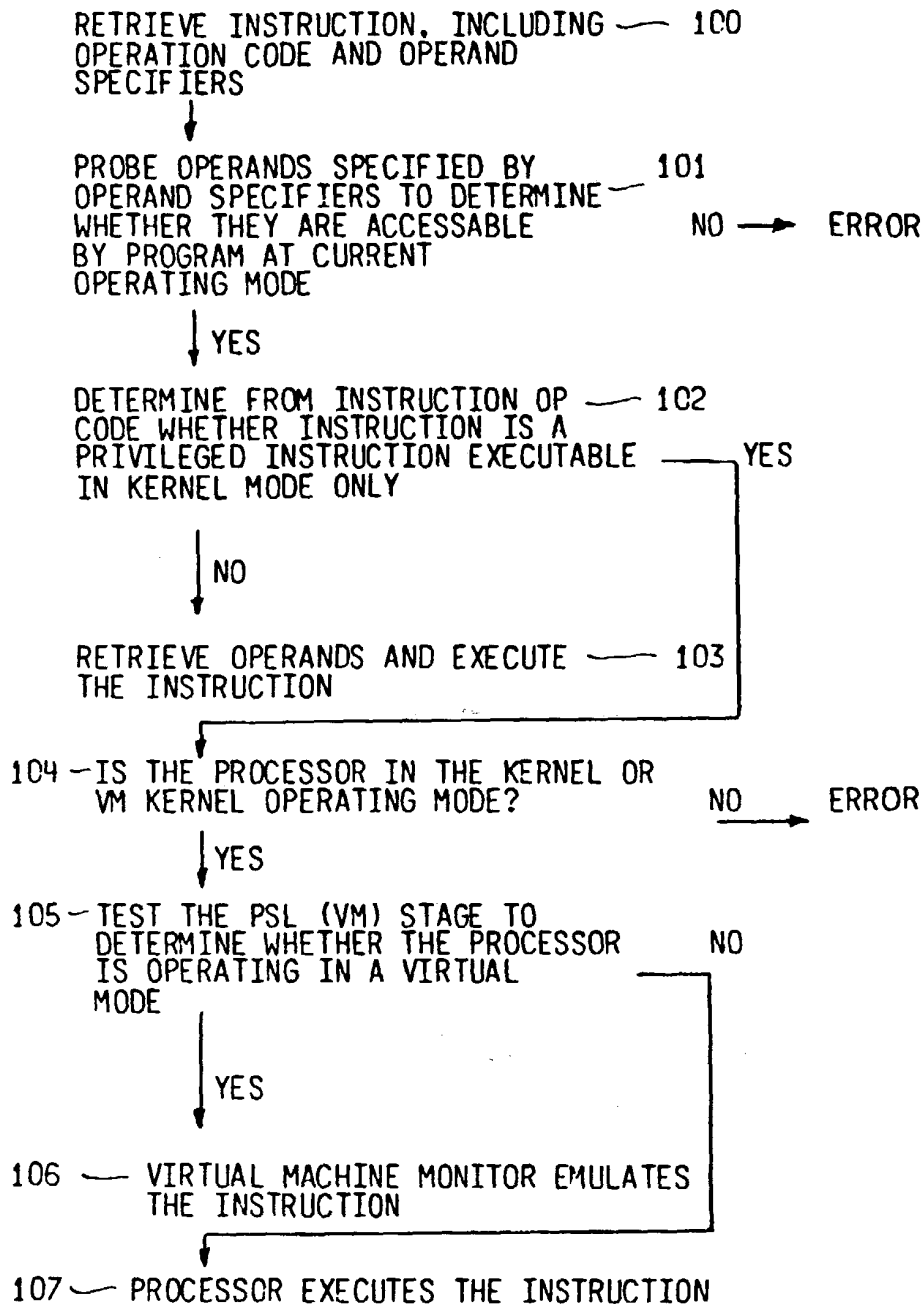 RETRIEVE INSTRUCTION, INCLUDING 100
OPERATION CODE AND OPERAND
SPECIFIERS
PROBE OPERANDS SPECIFIED BY 101
OPERAND SPECIFIERS TO DETERMINE
WHETHER THEY ARE ACCESSABLE NO ERROR
BY PROGRAM AT CURRENT
OPERATING MODE
YES
DETERMINE FROM INSTRUCTION OP 102
CODE WHETHER INSTRUCTION IS A
PRIVILEGED INSTRUCTION EXECUTABLE YES
IN KERNEL MODE ONLY
NO
RETRIEVE OPERANDS AND EXECUTE 103
THE INSTRUCTION
104 IS THE PROCESSOR IN THE KERNEL OR
VM KERNEL OPERATING MODE? NO ERROR
YES
105 TEST THE PSL (VM) STAGE TO
DETERMINE WHETHER THE PROCESSOR NO
IS OPERATING IN A VIRTUAL
MODE
YES
106 VIRTUAL MACHINE MONITOR EMULATES
THE INSTRUCTION
107 PROCESSOR EXECUTES THE INSTRUCTION